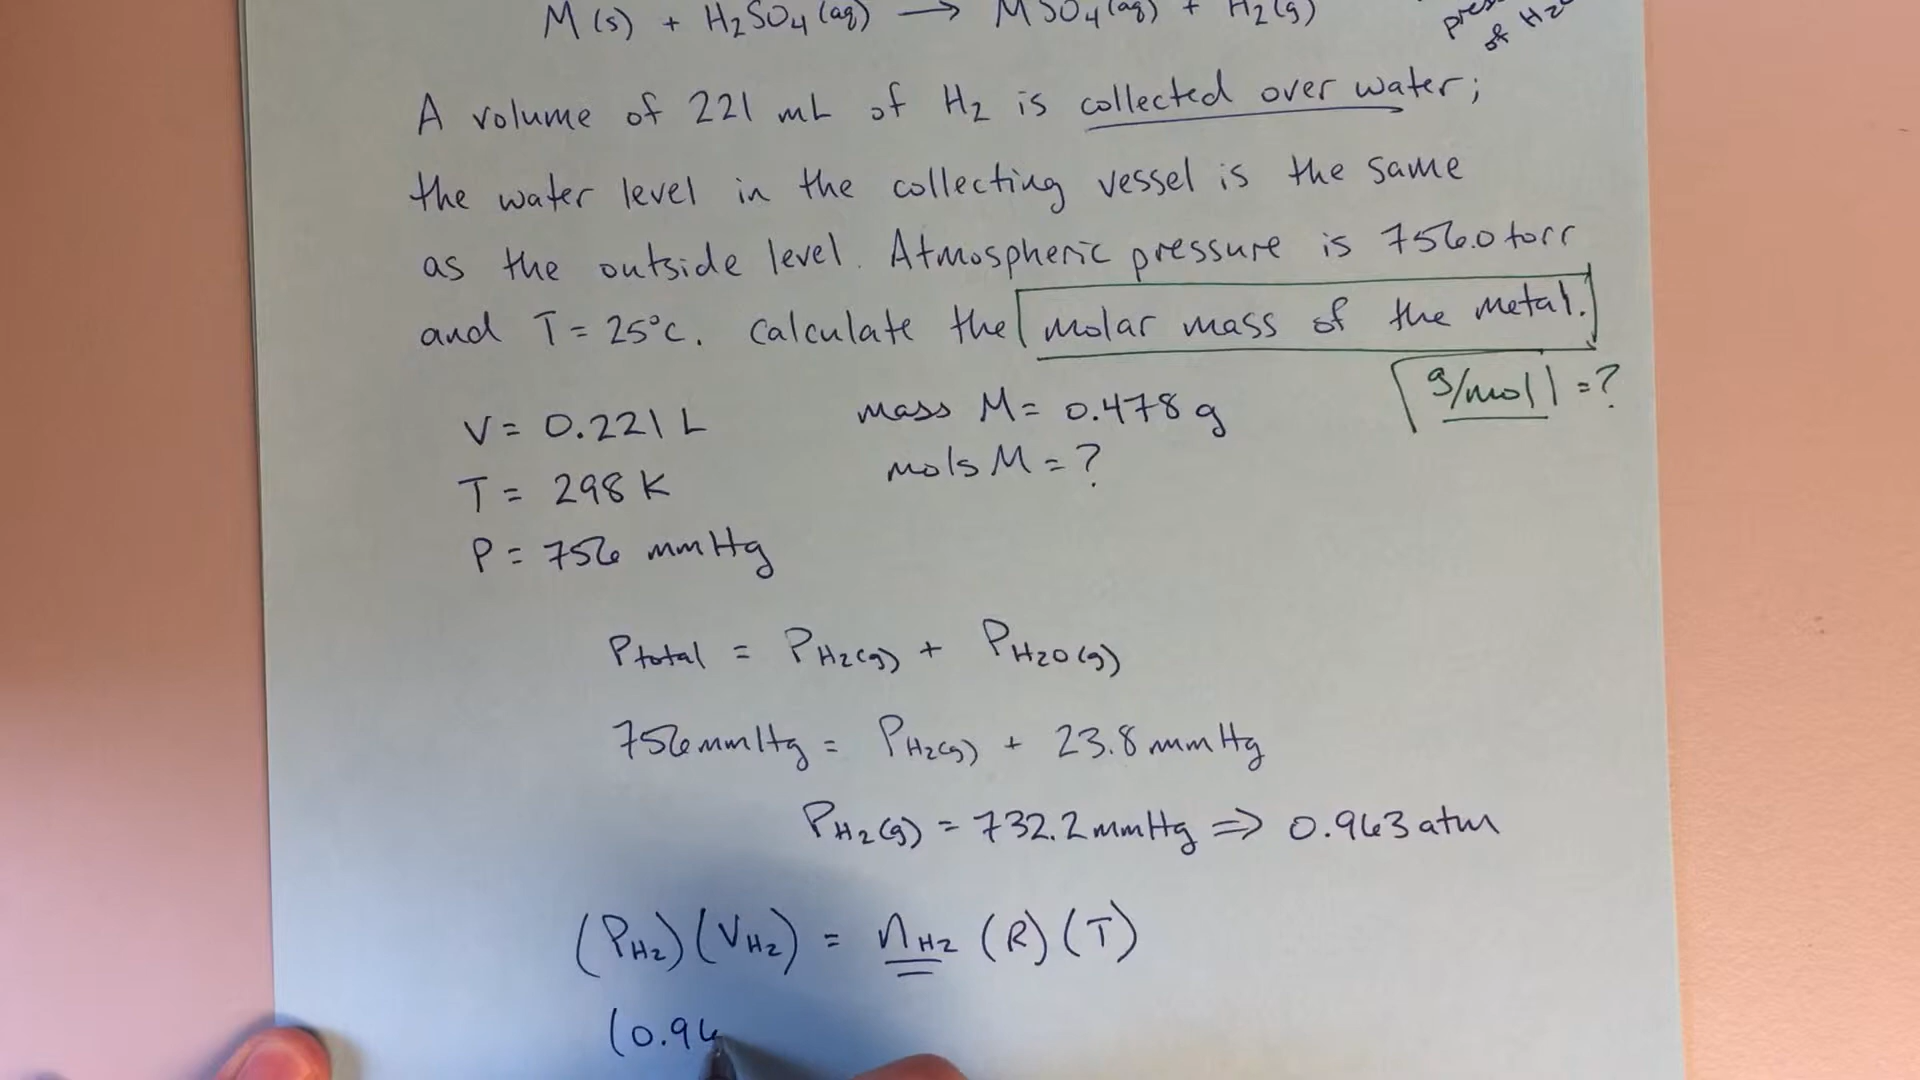 M(s) + H₂SO₄(aq) → MSO₄(aq) + H₂(g)
of H₂O
A volume of 221 mL of H₂ is collected over water;
the water level in the collecting vessel is the same
as the outside level. Atmospheric pressure is 756.0 torr
and T = 25°C. Calculate the molar mass of the metal.
g/mol = ?
V = 0.221 L
mass M = 0.478 g
T = 298 K
mols M = ?
P = 756 mmHg
Ptotal = PH₂(g) + PH₂O(g)
756 mmHg = PH₂(g) + 23.8 mmHg
PH₂(g) = 732.2 mmHg ⇒ 0.963 atm
(PH₂)(VH₂) = nH₂ (R)(T)
(0.96